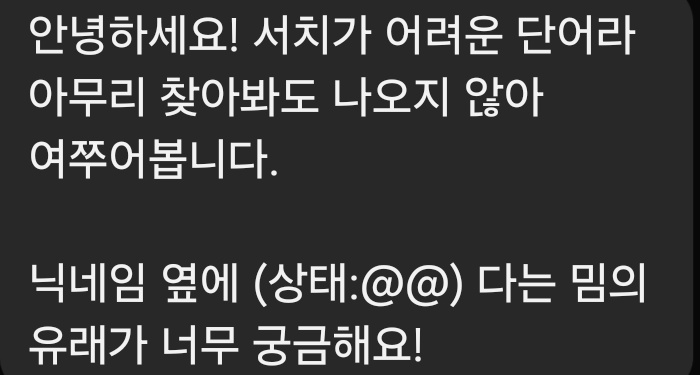 안녕하세요! 서치가 어려운 단어라
아무리 찾아봐도 나오지 않아
여쭈어봅니다.
닉네임 옆에 (상태:@@) 다는 밈의
유래가 너무 궁금해요!